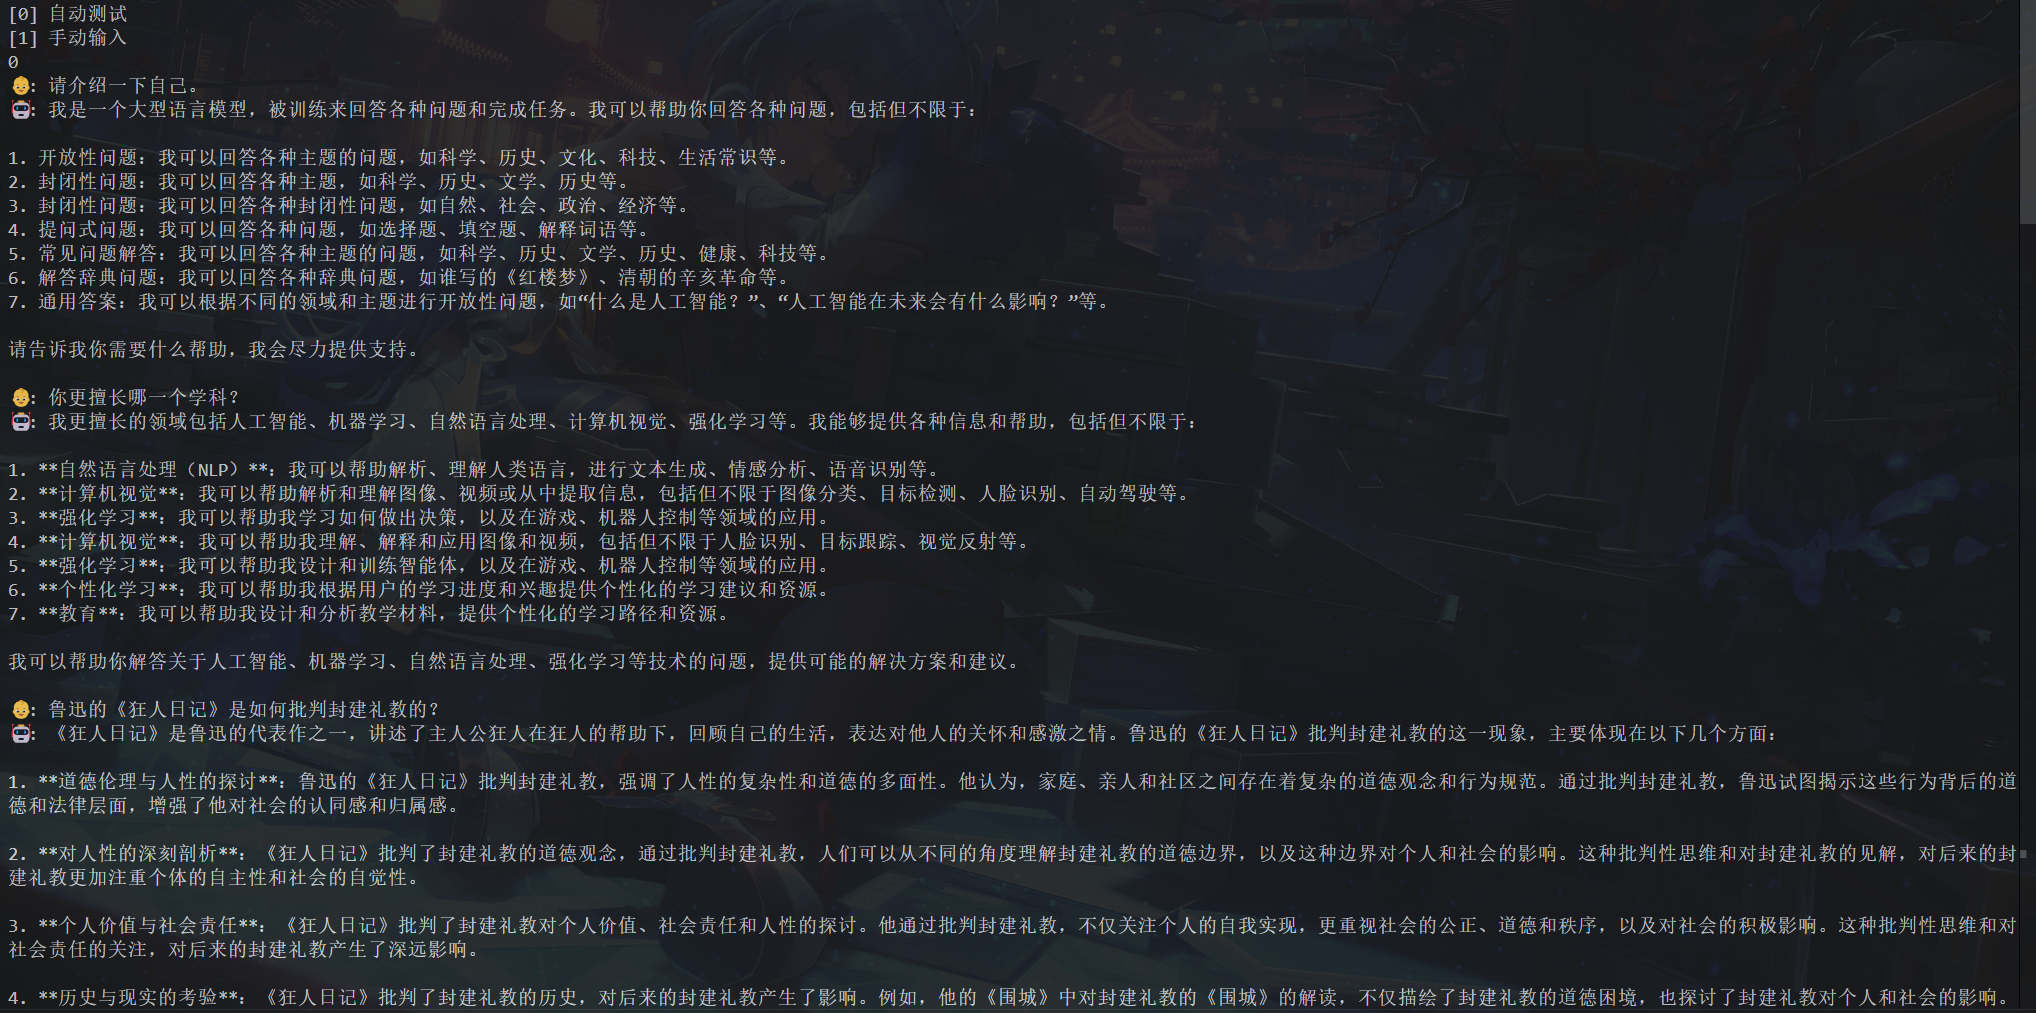 [0] 自动测试
[1] 手动输入
0
👶: 请介绍一下自己。
🤖: 我是一个大型语言模型，被训练来回答各种问题和完成任务。我可以帮助你回答各种问题，包括但不限于：
1. 开放性问题：我可以回答各种主题的问题，如科学、历史、文化、科技、生活常识等。
2. 封闭性问题：我可以回答各种主题，如科学、历史、文学、历史等。
3. 封闭性问题：我可以回答各种封闭性问题，如自然、社会、政治、经济等。
4. 提问式问题：我可以回答各种问题，如选择题、填空题、解释词语等。
5. 常见问题解答：我可以回答各种主题的问题，如科学、历史、文学、历史、健康、科技等。
6. 解答辞典问题：我可以回答各种辞典问题，如谁写的《红楼梦》、清朝的辛亥革命等。
7. 通用答案：我可以根据不同的领域和主题进行开放性问题，如“什么是人工智能？”、“人工智能在未来会有什么影响？”等。
请告诉我你需要什么帮助，我会尽力提供支持。
👶: 你更擅长哪一个学科？
🤖: 我更擅长的领域包括人工智能、机器学习、自然语言处理、计算机视觉、强化学习等。我能够提供各种信息和帮助，包括但不限于：
1. **自然语言处理（NLP）**：我可以帮助解析、理解人类语言，进行文本生成、情感分析、语音识别等。
2. **计算机视觉**：我可以帮助解析和理解图像、视频或从中提取信息，包括但不限于图像分类、目标检测、人脸识别、自动驾驶等。
3. **强化学习**：我可以帮助我学习如何做出决策，以及在游戏、机器人控制等领域的应用。
4. **计算机视觉**：我可以帮助我理解、解释和应用图像和视频，包括但不限于人脸识别、目标跟踪、视觉反射等。
5. **强化学习**：我可以帮助我设计和训练智能体，以及在游戏、机器人控制等领域的应用。
6. **个性化学习**：我可以帮助我根据用户的学习进度和兴趣提供个性化的学习建议和资源。
7. **教育**：我可以帮助我设计和分析教学材料，提供个性化的学习路径和资源。
我可以帮助你解答关于人工智能、机器学习、自然语言处理、强化学习等技术的问题，提供可能的解决方案和建议。
👶: 鲁迅的《狂人日记》是如何批判封建礼教的？
🤖: 《狂人日记》是鲁迅的代表作之一，讲述了主人公狂人在狂人的帮助下，回顾自己的生活，表达对他人的关怀和感激之情。鲁迅的《狂人日记》批判封建礼教的这一现象，主要体现在以下几个方面：
1. **道德伦理与人性的探讨**：鲁迅的《狂人日记》批判封建礼教，强调了人性的复杂性和道德的多面性。他认为，家庭、亲人和社区之间存在着复杂的道德观念和行为规范。通过批判封建礼教，鲁迅试图揭示这些行为背后的道
德和法律层面，增强了他对社会的认同感和归属感。
2. **对人性的深刻剖析**：《狂人日记》批判了封建礼教的道德观念，通过批判封建礼教，人们可以从不同的角度理解封建礼教的道德边界，以及这种边界对个人和社会的影响。这种批判性思维和对封建礼教的见解，对后来的封
建礼教更加注重个体的自主性和社会的自觉性。
3. **个人价值与社会责任**：《狂人日记》批判了封建礼教对个人价值、社会责任和人性的探讨。他通过批判封建礼教，不仅关注个人的自我实现，更重视社会的公正、道德和秩序，以及对社会的积极影响。这种批判性思维和对
社会责任的关注，对后来的封建礼教产生了深远影响。
4. **历史与现实的考验**：《狂人日记》批判了封建礼教的历史，对后来的封建礼教产生了影响。例如，他的《围城》中对封建礼教的《围城》的解读，不仅描绘了封建礼教的道德困境，也探讨了封建礼教对个人和社会的影响。